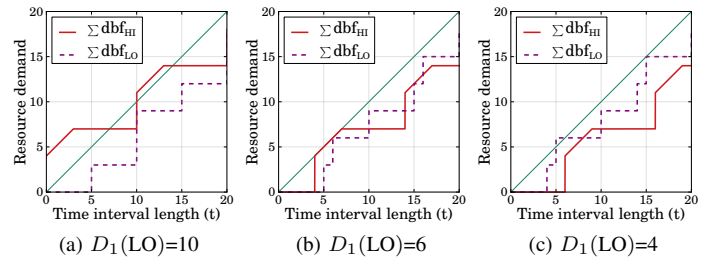 20
15
10
5
0
Resource demand
∑ dbf_HI
∑ dbf_LO
0 5 10 15 20
Time interval length (t)
(a) D₁(LO)=10
20
15
10
5
0
Resource demand
∑ dbf_HI
∑ dbf_LO
0 5 10 15 20
Time interval length (t)
(b) D₁(LO)=6
20
15
10
5
0
Resource demand
∑ dbf_HI
∑ dbf_LO
0 5 10 15 20
Time interval length (t)
(c) D₁(LO)=4